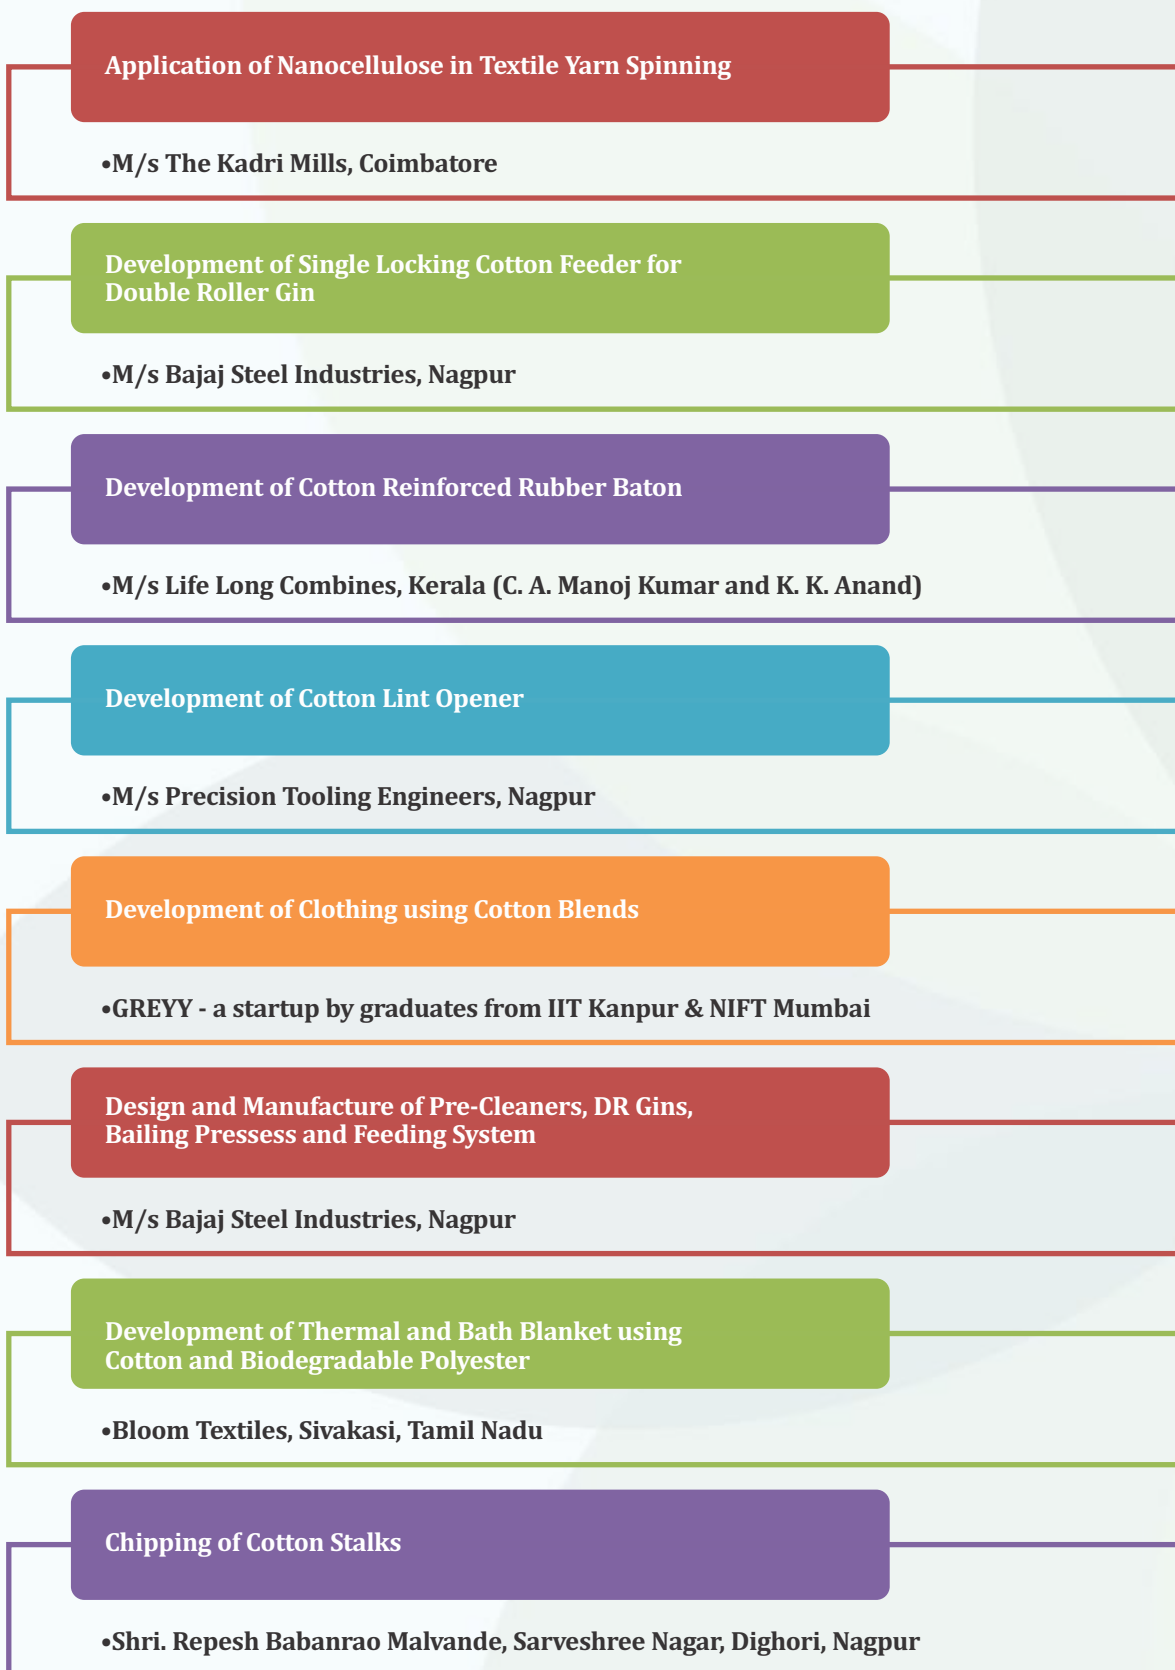 Application of Nanocellulose in Textile Yarn Spinning
•M/s The Kadri Mills, Coimbatore
Development of Single Locking Cotton Feeder for
Double Roller Gin
•M/s Bajaj Steel Industries, Nagpur
Development of Cotton Reinforced Rubber Baton
•M/s Life Long Combines, Kerala (C. A. Manoj Kumar and K. K. Anand)
Development of Cotton Lint Opener
•M/s Precision Tooling Engineers, Nagpur
Development of Clothing using Cotton Blends
•GREYY - a startup by graduates from IIT Kanpur & NIFT Mumbai
Design and Manufacture of Pre-Cleaners, DR Gins,
Bailing Pressess and Feeding System
•M/s Bajaj Steel Industries, Nagpur
Development of Thermal and Bath Blanket using
Cotton and Biodegradable Polyester
•Bloom Textiles, Sivakasi, Tamil Nadu
Chipping of Cotton Stalks
•Shri. Repesh Babanrao Malvande, Sarveshree Nagar, Dighori, Nagpur